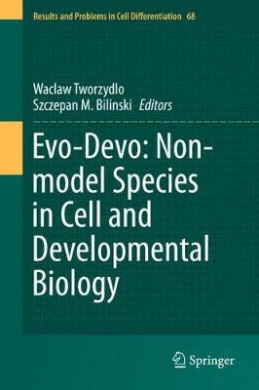 Results and Problems in Cell Differentiation 68
Waclaw Tworzydlo
Szczepan M. Bilinski Editors
Evo-Devo: Non-
model Species
in Cell and
Developmental
Biology
Springer